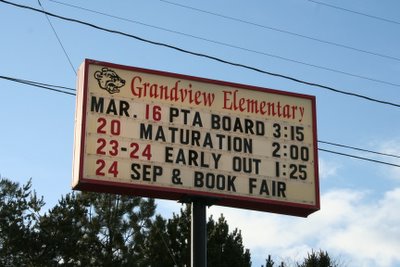 Grandview Elementary
MAR. 16 PTA BOARD 3:15
20 MATURATION 2:00
23-24 EARLY OUT 1:25
24 SEP & BOOK FAIR